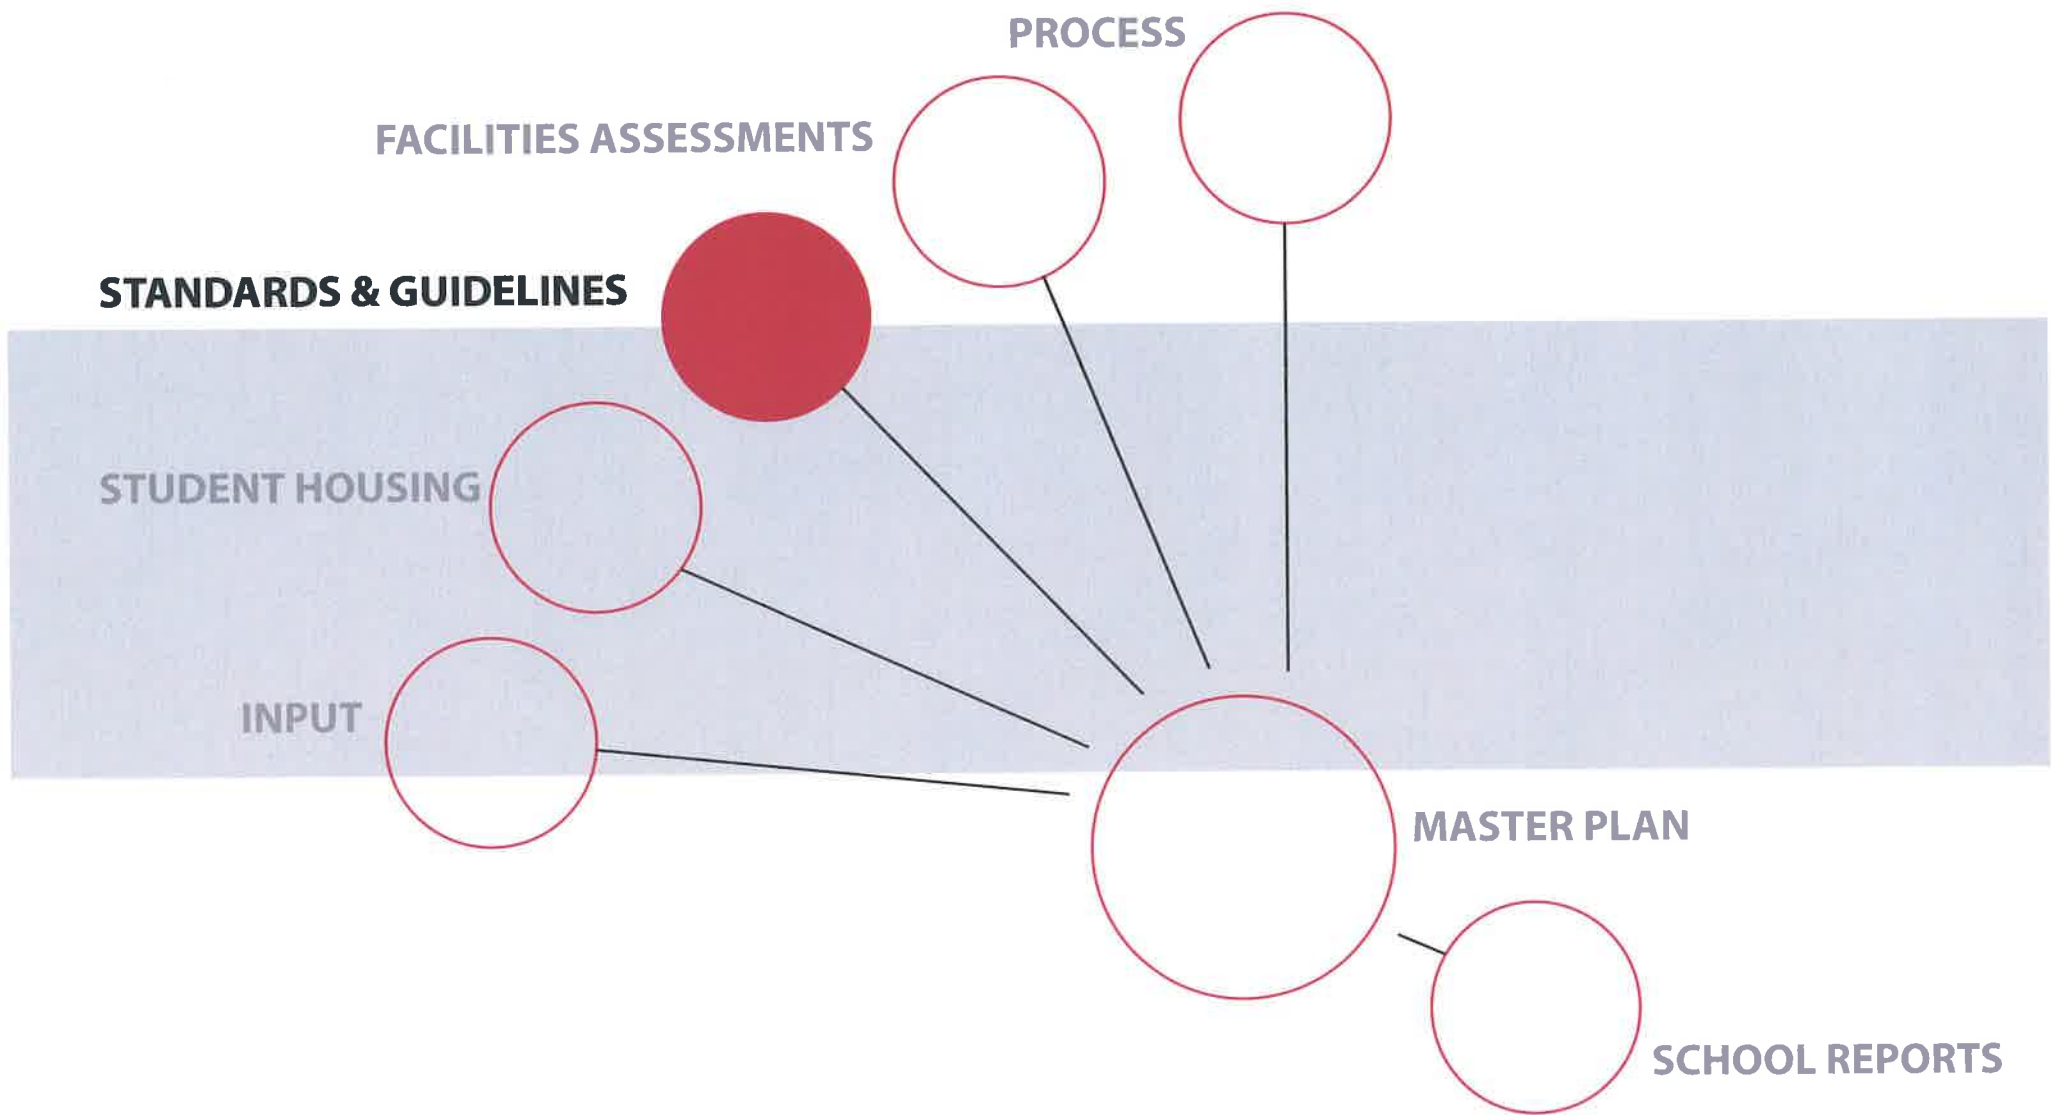 PROCESS
FACILITIES ASSESSMENTS
STANDARDS & GUIDELINES
STUDENT HOUSING
INPUT
MASTER PLAN
SCHOOL REPORTS